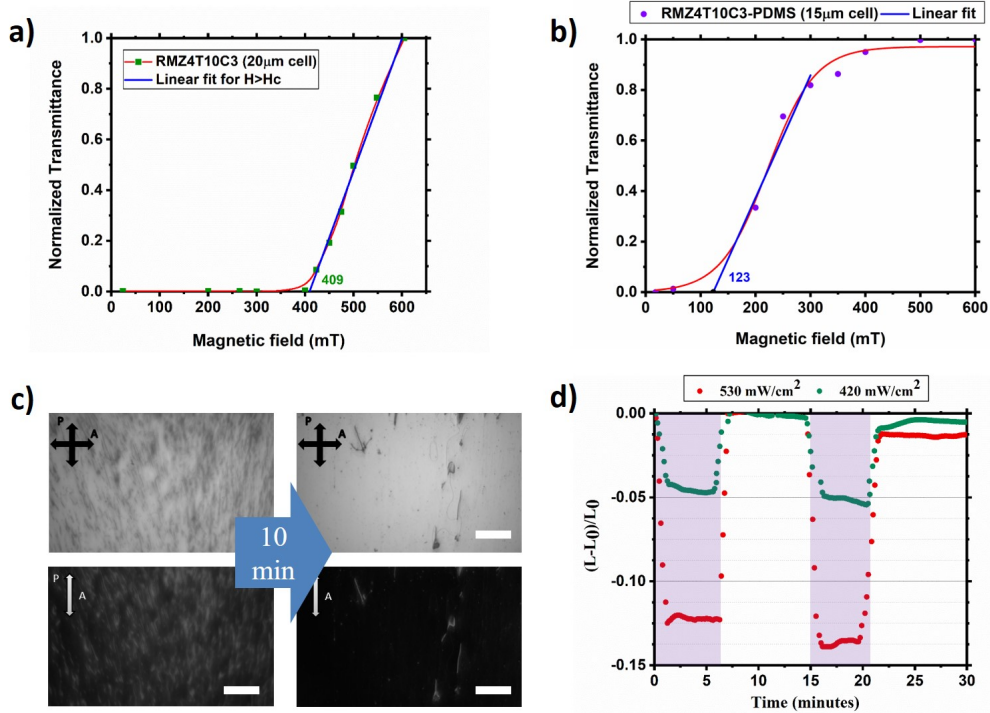 a)
RMZ4T10C3 (20μm cell)
Linear fit for H>Hc
Normalized Transmittance
1.0
0.8
0.6
0.4
0.2
0.0
409
0 100 200 300 400 500 600
Magnetic field (mT)
b)
RMZ4T10C3-PDMS (15μm cell) Linear fit
Normalized Transmittance
1.0
0.8
0.6
0.4
0.2
0.0
123
0 100 200 300 400 500 600
Magnetic field (mT)
c)
P
A
P
A
10
min
P
A
A
d)
530 mW/cm²
420 mW/cm²
(L-L0)/L0
0.00
-0.05
-0.10
-0.15
0 5 10 15 20 25 30
Time (minutes)